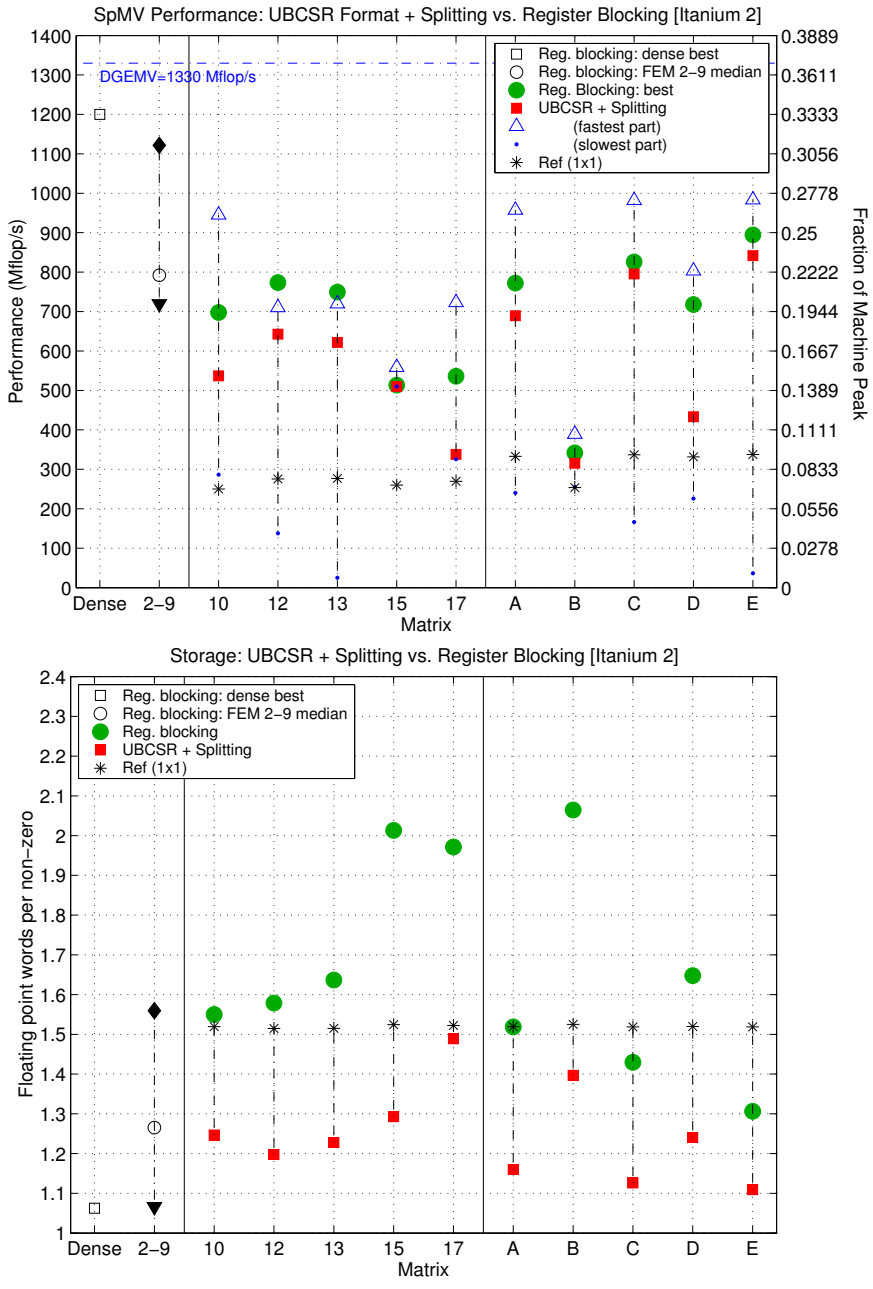 SpMV Performance: UBCSR Format + Splitting vs. Register Blocking [Itanium 2]
1400
1300
1200
1100
1000
900
800
700
600
500
400
300
200
100
0
Performance (Mflop/s)
DGEMV=1330 Mflop/s
Reg. blocking: dense best
Reg. blocking: FEM 2−9 median
Reg. Blocking: best
UBCSR + Splitting
(fastest part)
(slowest part)
Ref (1x1)
0.3889
0.3611
0.3333
0.3056
0.2778
0.25
0.2222
0.1944
0.1667
0.1389
0.1111
0.0833
0.0556
0.0278
0
Fraction of Machine Peak
Dense 2−9 10 12 13 15 17 A B C D E
Matrix
Storage: UBCSR + Splitting vs. Register Blocking [Itanium 2]
2.4
2.3
2.2
2.1
2
1.9
1.8
1.7
1.6
1.5
1.4
1.3
1.2
1.1
1
Floating point words per non−zero
Reg. blocking: dense best
Reg. blocking: FEM 2−9 median
Reg. blocking
UBCSR + Splitting
Ref (1x1)
Dense 2−9 10 12 13 15 17 A B C D E
Matrix